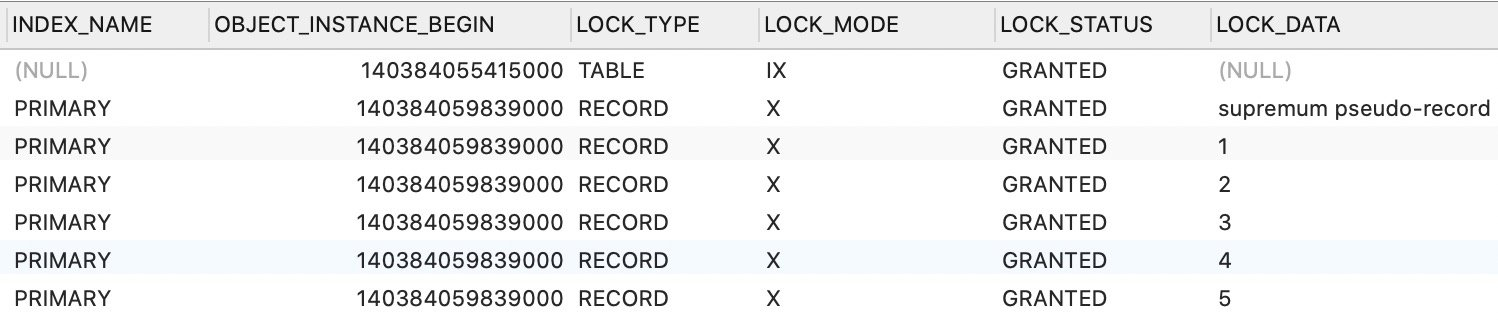 INDEX_NAME OBJECT_INSTANCE_BEGIN LOCK_TYPE LOCK_MODE LOCK_STATUS LOCK_DATA
(NULL) 140384055415000 TABLE IX GRANTED (NULL)
PRIMARY 140384059839000 RECORD X GRANTED supremum pseudo-record
PRIMARY 140384059839000 RECORD X GRANTED 1
PRIMARY 140384059839000 RECORD X GRANTED 2
PRIMARY 140384059839000 RECORD X GRANTED 3
PRIMARY 140384059839000 RECORD X GRANTED 4
PRIMARY 140384059839000 RECORD X GRANTED 5